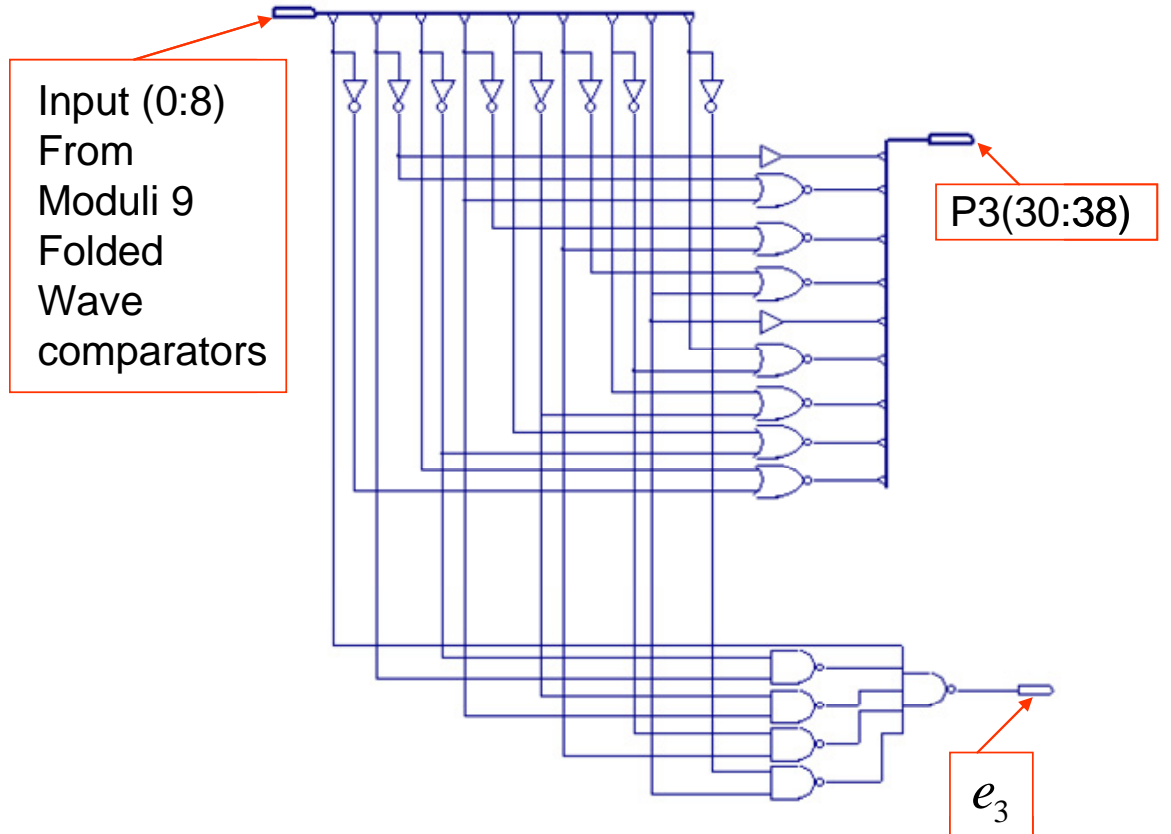 Input (0:8)
From
Moduli 9
Folded
Wave
comparators
P3(30:38)
e₃